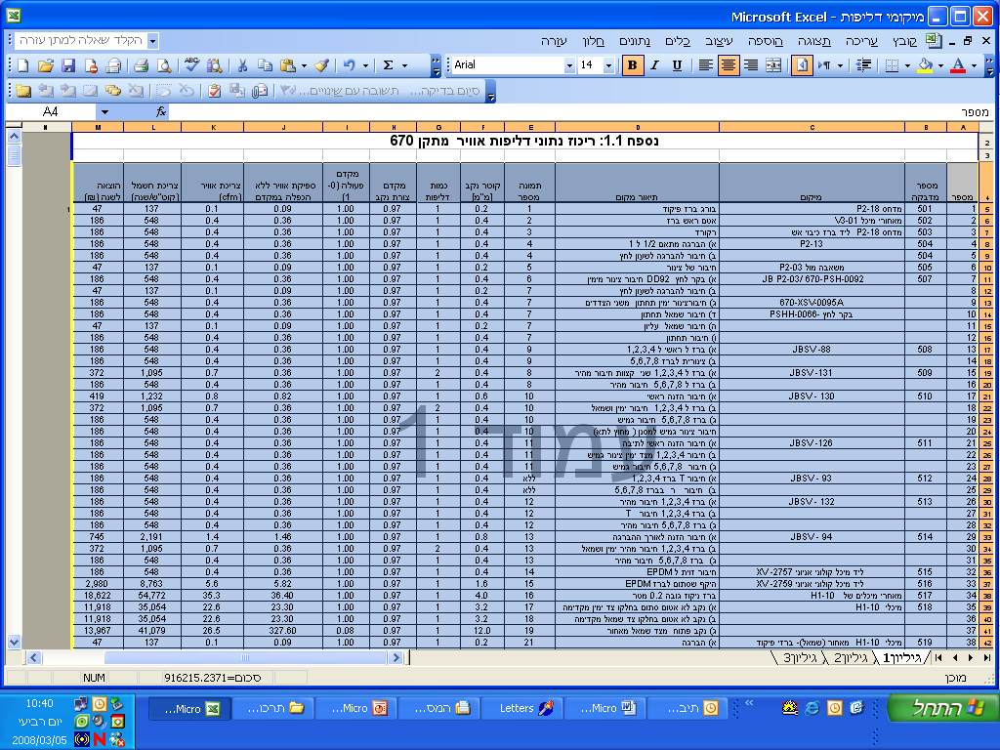 מיקומי דליפות - Microsoft Excel
קובץ עריכה תצוגה הוספה עיצוב כלים נתונים חלון עזרה הקלד שאלה למתן עזרה
Arial 14
סיום בדיקה... תשובה עם שינויים...
A4 fx מספר
A B C D E F G H I J K L M N
נספח 1.1: ריכוז נתוני דליפות אוויר מתקן 670
מספר מספר מדבקה מיקום תיאור מקום תמונה מספר קוטר נקב [מ"מ] כמות דליפות מקדם צורת נקב מקדם פעולה (0-1) ספיקת אוויר ללא הכפלה במקדם צריכת אוויר (cfm) צריכת חשמל (קוט"ש/שנה) הוצאה לשנה (₪)
1 501 מדחס P2-18 בורג ברז פיקוד 1 0.2 1 0.97 1.00 0.09 0.1 137 47
2 502 מאחורי מיכל V3-01 אטם ראש ברז 2 0.4 1 0.97 1.00 0.36 0.4 548 186
3 503 מדחס P2-18 ליד ברז כיבוי אש רקורד 3 0.4 1 0.97 1.00 0.36 0.4 548 186
4 504 P2-13 א) הברגה מתאם 1/2 ל 1 4 0.4 1 0.97 1.00 0.36 0.4 548 186
5 504 ב) חיבור להברגה לשעון לחץ 4 0.4 1 0.97 1.00 0.36 0.4 548 186
6 505 משאבה מול P2-03 חיבור של צינור 5 0.2 1 0.97 1.00 0.09 0.1 137 47
7 507 JB P2-03/ 670-PSH-0092 א) בקר לחץ DD92 חיבור צינור מימין 6 0.4 1 0.97 1.00 0.36 0.4 548 186
8 ב) חיבור להברגה לשעון לחץ 7 0.2 1 0.97 1.00 0.09 0.1 137 47
9 670-XSV-0095A ג) חיבורצינור ימין תחתון משני הצדדים 7 0.4 1 0.97 1.00 0.36 0.4 548 186
10 בקר לחץ -PSHH-0066 ד) חיבור שמאל תחתון 7 0.4 1 0.97 1.00 0.36 0.4 548 186
11 ה) חיבור שמאל עליון 7 0.2 1 0.97 1.00 0.09 0.1 137 47
12 ו) חיבור תחתון 7 0.4 1 0.97 1.00 0.36 0.4 548 186
13 508 JBSV-88 א) ברז ל ראשי ל 1,2,3,4 9 0.4 1 0.97 1.00 0.36 0.4 548 186
14 ב) צינורית לברז 5,6,7,8 9 0.4 1 0.97 1.00 0.36 0.4 548 186
15 509 JBSV-131 א) ברז ל 1,2,3,4 שני קצוות חיבור מהיר 8 0.4 2 0.97 1.00 0.36 0.7 1,095 372
16 ב) ברז ל 5,6,7,8 חיבור מהיר 8 0.4 1 0.97 1.00 0.36 0.4 548 186
17 510 JBSV - 130 א) חיבור הזנה ראשי 10 0.6 1 0.97 1.00 0.82 0.8 1,232 419
18 ב) ברז ל 1,2,3,4 חיבור ימין ושמאל 10 0.4 2 0.97 1.00 0.36 0.7 1,095 372
19 ג) ברז 5,6,7,8 חיבור גמיש 10 0.4 1 0.97 1.00 0.36 0.4 548 186
20 חיבור צינור גמיש למסנן ( מחוץ לתא) 10 0.4 1 0.97 1.00 0.36 0.4 548 186
21 511 JBSV-126 א) חיבור הזנה ראשי לתיבה 11 0.4 1 0.97 1.00 0.36 0.4 548 186
22 ב) חיבור 1,2,3,4 מצד ימין צינור גמיש 11 0.4 1 0.97 1.00 0.36 0.4 548 186
23 ג) חיבור 5,6,7,8 חיבור גמיש 11 0.4 1 0.97 1.00 0.36 0.4 548 186
24 512 JBSV - 93 א) חיבור T ברז 1,2,3,4 ללא 0.4 1 0.97 1.00 0.36 0.4 548 186
25 ב) חיבור ר בברז 5,6,7,8 ללא 0.4 1 0.97 1.00 0.36 0.4 548 186
26 513 JBSV - 132 א) ברז 1,2,3,4 חיבור מהיר 12 0.4 1 0.97 1.00 0.36 0.4 548 186
27 ב) ברז 1,2,3,4 חיבור T 12 0.4 1 0.97 1.00 0.36 0.4 548 186
28 ג) ברז 5,6,7,8 חיבור מהיר 12 0.4 1 0.97 1.00 0.36 0.4 548 186
29 514 JBSV - 94 א) חיבור הזנה לאורך ההברגה 13 0.8 1 0.97 1.00 1.46 1.4 2,191 745
30 ב) ברז 1,2,3,4 חיבור מהיר ימין ושמאל 13 0.4 2 0.97 1.00 0.36 0.7 1,095 372
31 ג) ברז 5,6,7,8 חיבור מהיר 13 0.4 1 0.97 1.00 0.36 0.4 548 186
32 515 ליד מיכל קולוני אניוני XV-2757 חיבור זוית ל EPDM 14 0.4 1 0.97 1.00 0.36 0.4 548 186
33 516 ליד מיכל קולוני אניוני XV-2759 היקף שסתום לברז EPDM 15 1.6 1 0.97 1.00 5.82 5.6 8,763 2,980
34 517 מאחרי מיכלים של H1-10 ברז ניקוז גובה 0.2 מטר 16 4.0 1 0.97 1.00 36.40 35.3 54,772 18,622
35 518 מיכלי H1-10 א) נקב לא אטום סתום בחלקו צד ימין מקדימה 17 3.2 1 0.97 1.00 23.30 22.6 35,054 11,918
36 ב) נקב לא אטום בחלקו צד שמאל מקדימה 18 3.2 1 0.97 1.00 23.30 22.6 35,054 11,918
37 ג) נקב פתוח מצד שמאל מאחור 19 12.0 1 0.97 0.08 327.60 26.5 41,079 13,967
38 519 מיכלי H1-10 מאחור (שמאל)- ברזי פיקוד א) הברגה 21 0.2 1 0.97 1.00 0.09 0.1 137 47
עמוד 1
גיליון1 גיליון2 גיליון3
מוכן סכום=916215.2371 NUM
התחל תיב... Micro... Letters המס... Micro... תרכו... Micro... 10:40
יום רביעי
2008/03/05